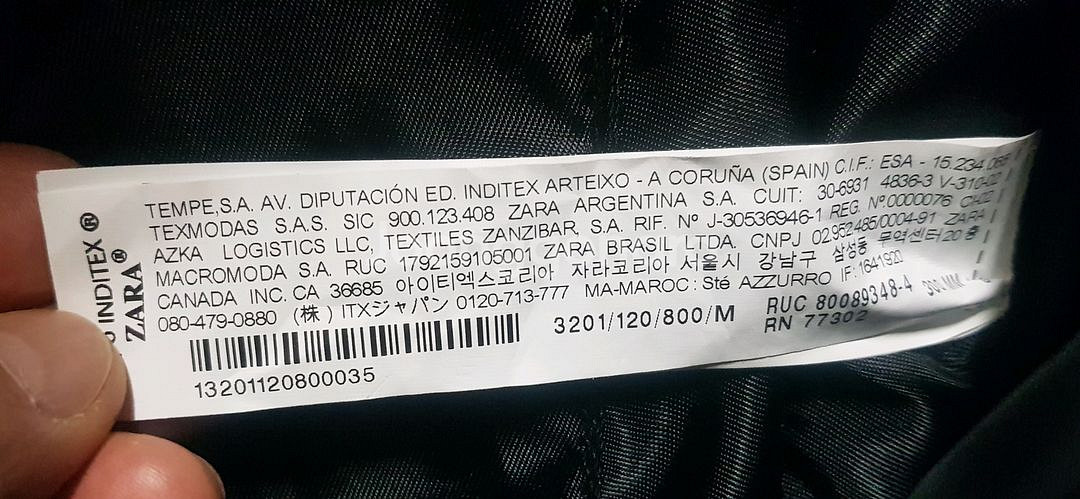 INDITEX®
ZARA®
TEMPE,S.A. AV. DIPUTACIÓN ED. INDITEX ARTEIXO - A CORUÑA (SPAIN) C.I.F.: ESA - 15.234.065
TEXMODAS S.A.S. SIC 900.123.408 ZARA ARGENTINA S.A. CUIT: 30-6931 4836-3 V-310-02
AZKA LOGISTICS LLC, TEXTILES ZANZIBAR, S.A. RIF. Nº J-30536946-1 REG. Nº0000076 CH02
MACROMODA S.A. RUC 1792159105001 ZARA BRASIL LTDA. CNPJ 02.952.485/0004-91 ZARA
CANADA INC. CA 36685 아이티엑스코리아 자라코리아 서울시 강남구 삼성동 무역센터20층
080-479-0880 (株) ITXジャパン 0120-713-777 MA-MAROC : Sté AZZURRO IF:1641920
13201120800035
3201/120/800/M
RUC 80089348-4
RN 77302